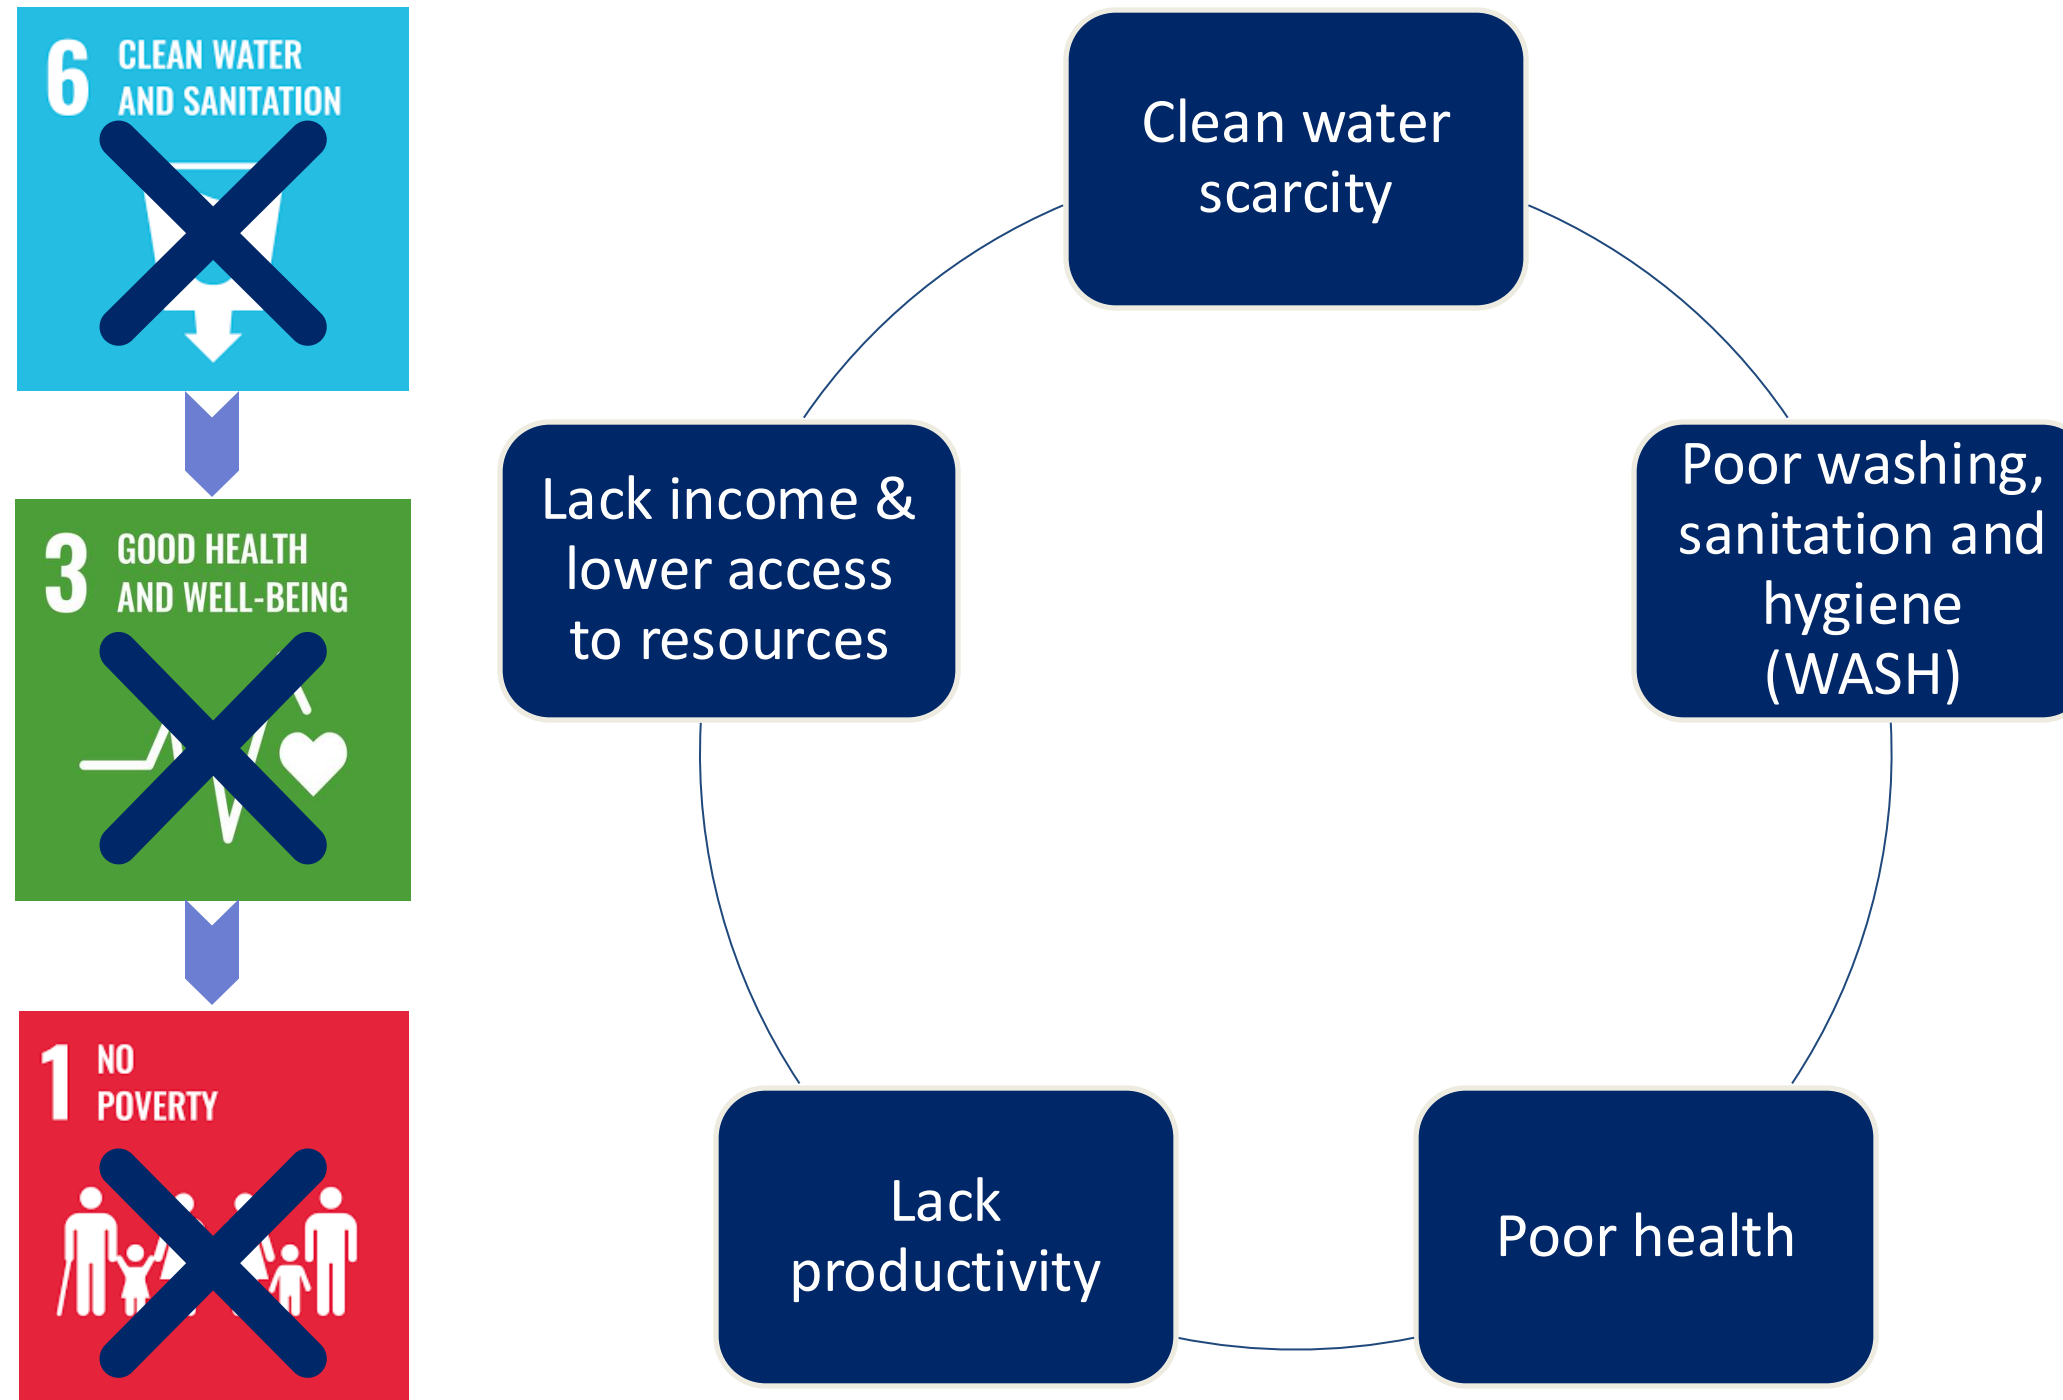 6 CLEAN WATER
AND SANITATION
3 GOOD HEALTH
AND WELL-BEING
1 NO
POVERTY
Clean water
scarcity
Poor washing,
sanitation and
hygiene
(WASH)
Poor health
Lack
productivity
Lack income &
lower access
to resources